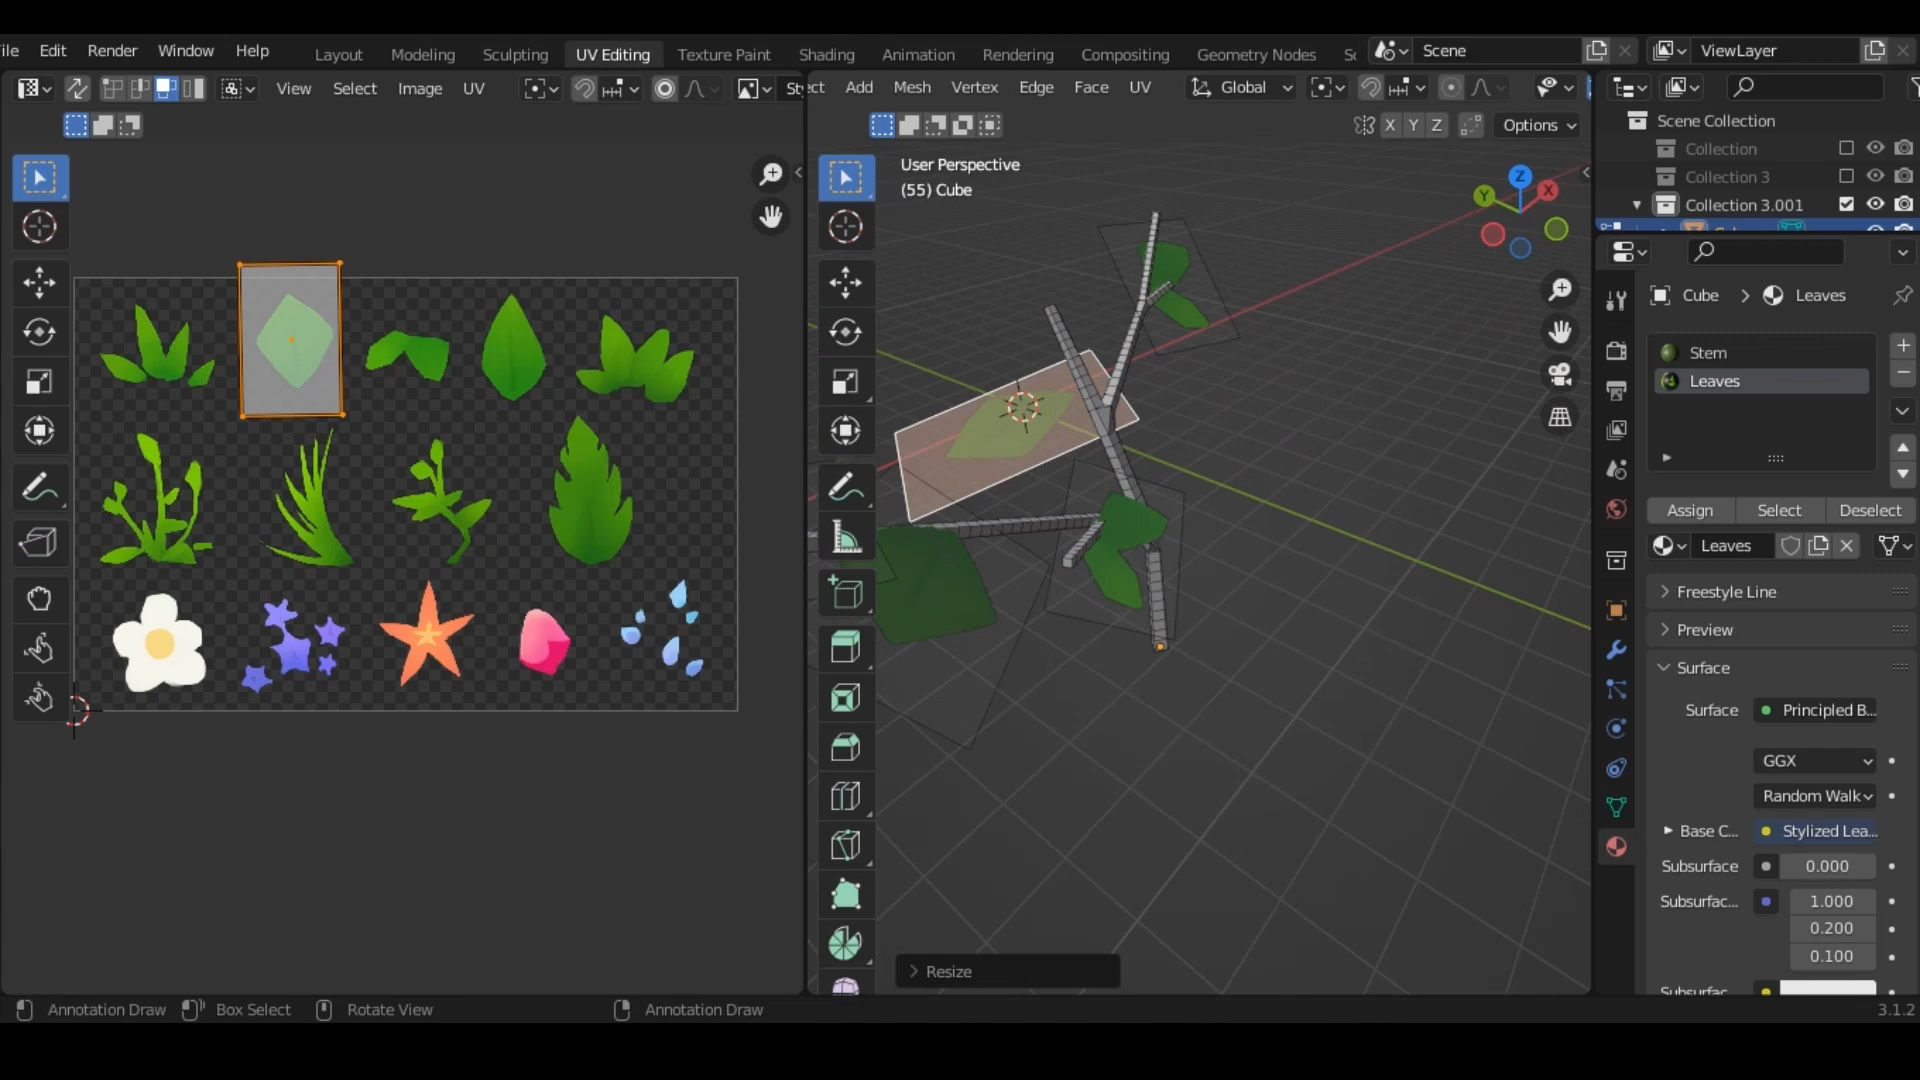 ile Edit Render Window Help Layout Modeling Sculpting UV Editing Texture Paint Shading Animation Rendering Compositing Geometry Nodes Sc Scene ViewLayer
View Select Image UV St ect Add Mesh Vertex Edge Face UV Global
X Y Z Options
Scene Collection
Collection
Collection 3
Collection 3.001
User Perspective
(55) Cube
Z
Y
X
Cube > Leaves
Stem
Leaves
Assign Select Deselect
Leaves
Freestyle Line
Preview
Surface
Surface Principled B...
GGX
Random Walk
Base C... Stylized Lea...
Subsurface 0.000
Subsurfac... 1.000
0.200
0.100
Subsurfac
Resize
Annotation Draw Box Select Rotate View Annotation Draw 3.1.2